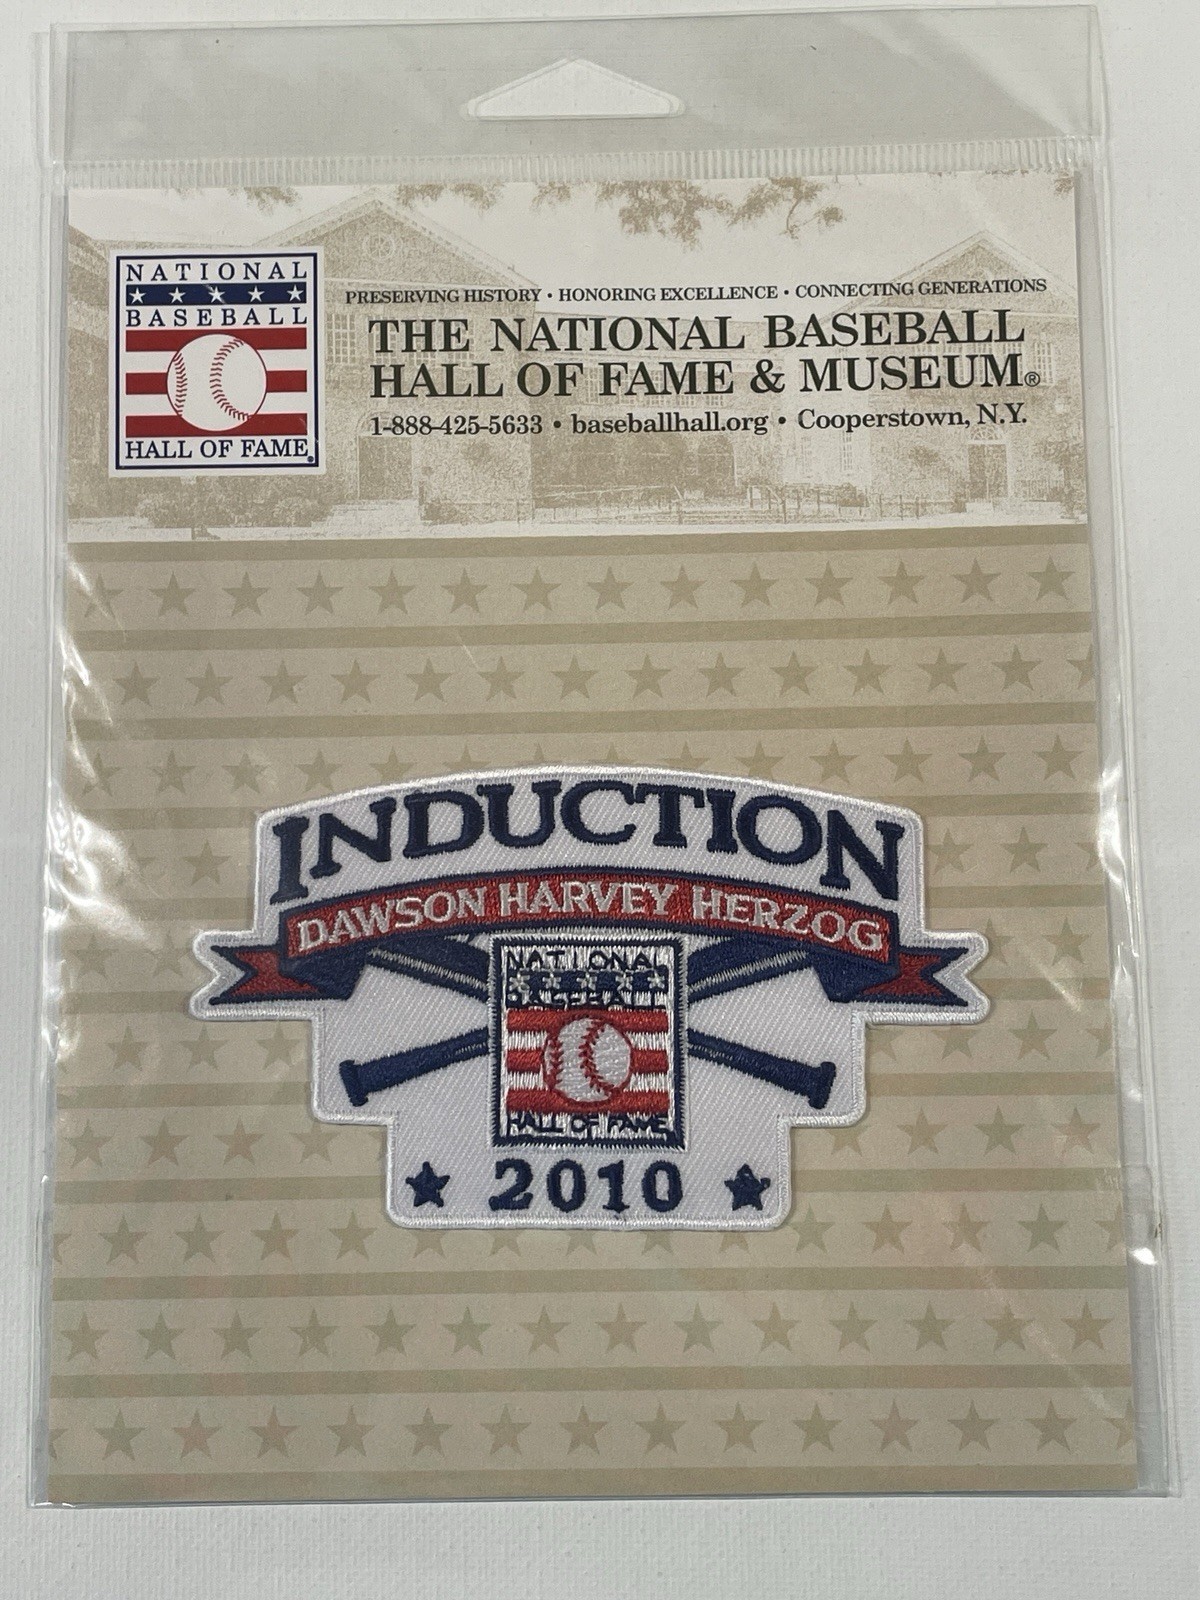 NATIONAL
BASEBALL
HALL OF FAME®
PRESERVING HISTORY • HONORING EXCELLENCE • CONNECTING GENERATIONS
THE NATIONAL BASEBALL
HALL OF FAME & MUSEUM®
1-888-425-5633 • baseballhall.org • Cooperstown, N.Y.
INDUCTION
DAWSON HARVEY HERZOG
NATIONAL
BASEBALL
HALL OF FAME
2010